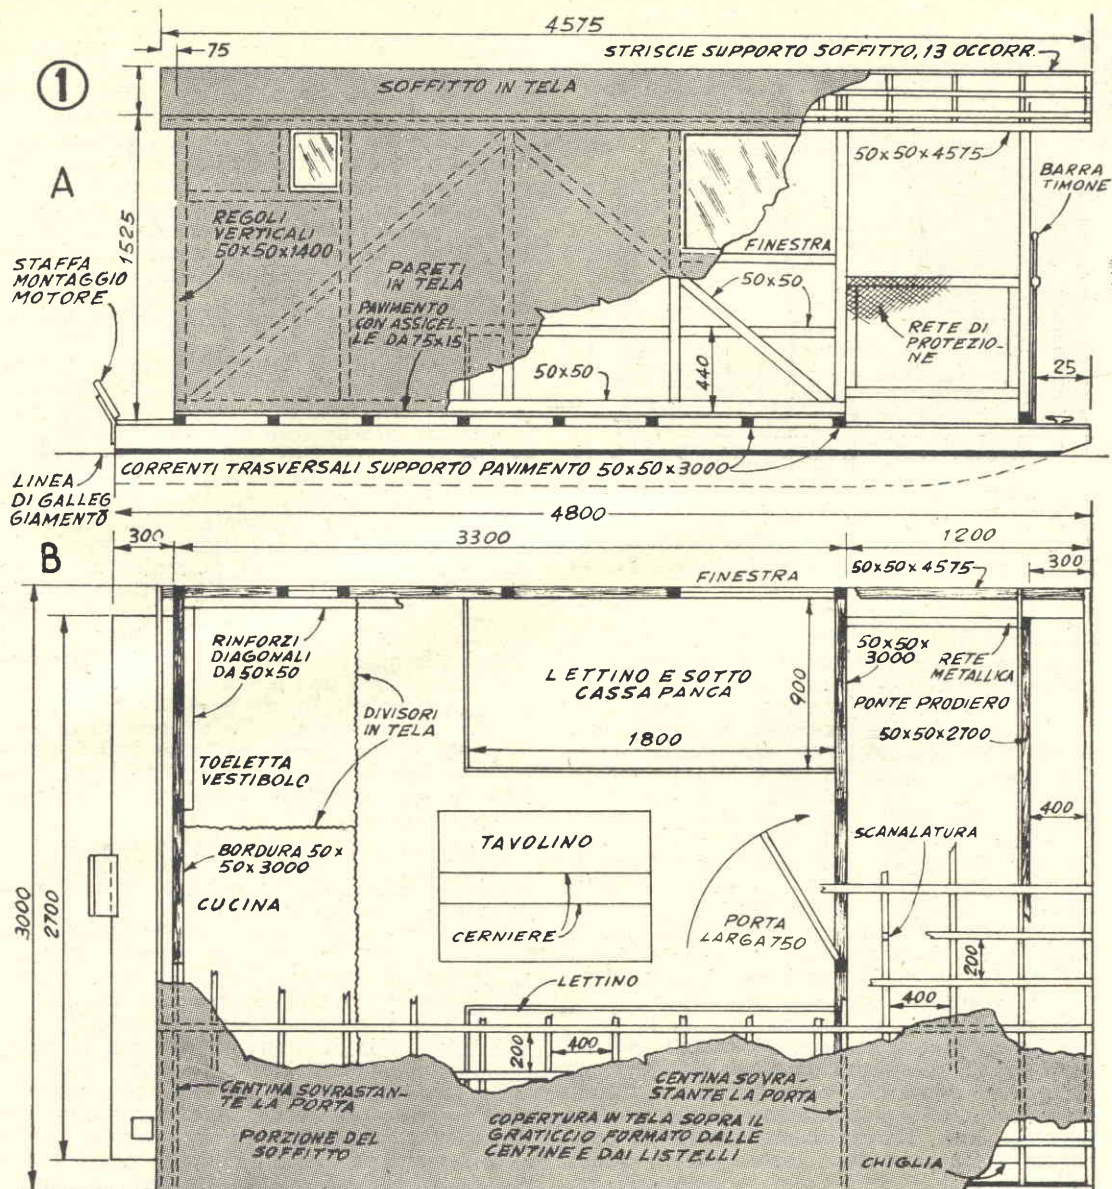 4575
75
STRISCIE SUPPORTO SOFFITTO, 13 OCCORR.
1
SOFFITTO IN TELA
A
50x50x4575
BARRA
TIMONE
1525
REGOLI
VERTICALI
50x50x1400
STAFFA
MONTAGGIO
MOTORE
FINESTRA
PARETI
IN TELA
50x50
PAVIMENTO
CON ASSICEL
LE DA 75x15
RETE DI
PROTEZIO-
NE
440
50x50
25
CORRENTI TRASVERSALI SUPPORTO PAVIMENTO 50x50x3000
LINEA
DI GALLEG
GIAMENTO
4800
B
300
3300
1200
FINESTRA
50x50x4575
300
RINFORZI
DIAGONALI
DA 50x50
LETTINO E SOTTO
CASSA PANCA
900
50x50x
3000
RETE
METALLICA
DIVISORI
IN TELA
PONTE PRODIERO
1800
50x50x2700
TOELETTA
VESTIBOLO
400
TAVOLINO
SCANALATURA
BORDURA 50x
50x3000
CUCINA
3000
2700
PORTA
LARGA 750
CERNIERE
200
LETTINO
400
200
400
CENTINA SOVRASTAN-
TE LA PORTA
CENTINA SOVRA-
STANTE LA PORTA
COPERTURA IN TELA SOPRA IL
GRATICCIO FORMATO DALLE
CENTINE E DAI LISTELLI
PORZIONE DEL
SOFFITTO
CHIGLIA